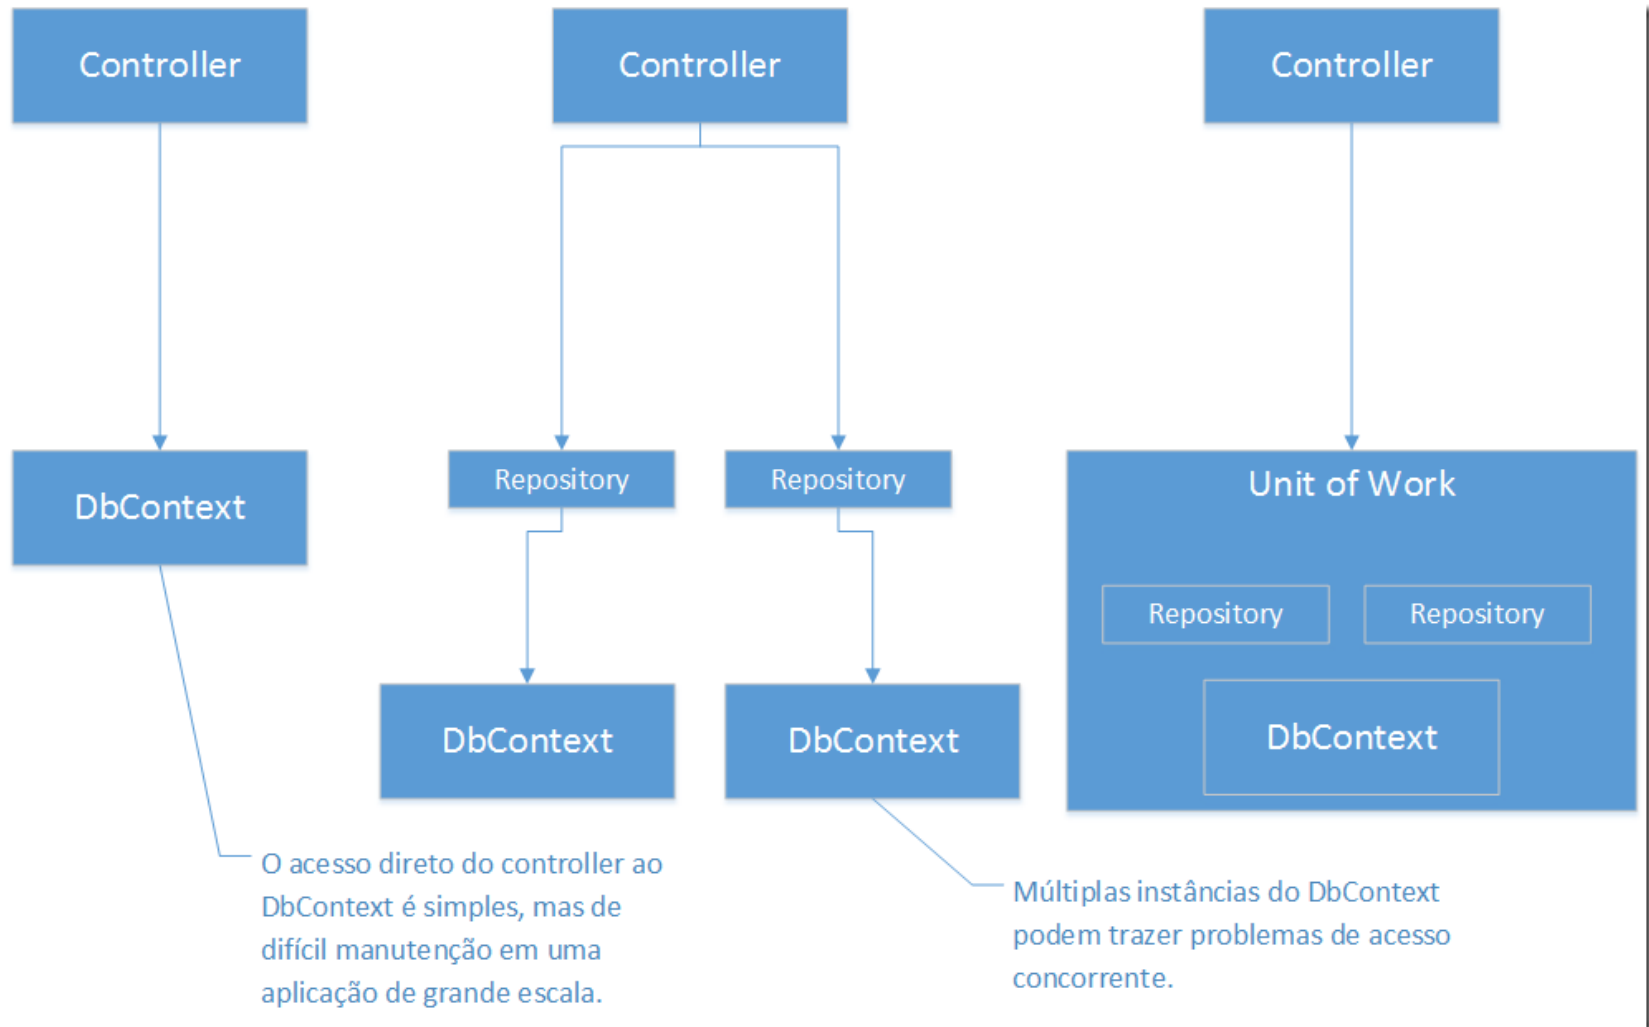 Controller
Controller
Controller
DbContext
Repository
Repository
Unit of Work
Repository
Repository
DbContext
DbContext
DbContext
O acesso direto do controller ao
DbContext é simples, mas de
difícil manutenção em uma
aplicação de grande escala.
Múltiplas instâncias do DbContext
podem trazer problemas de acesso
concorrente.